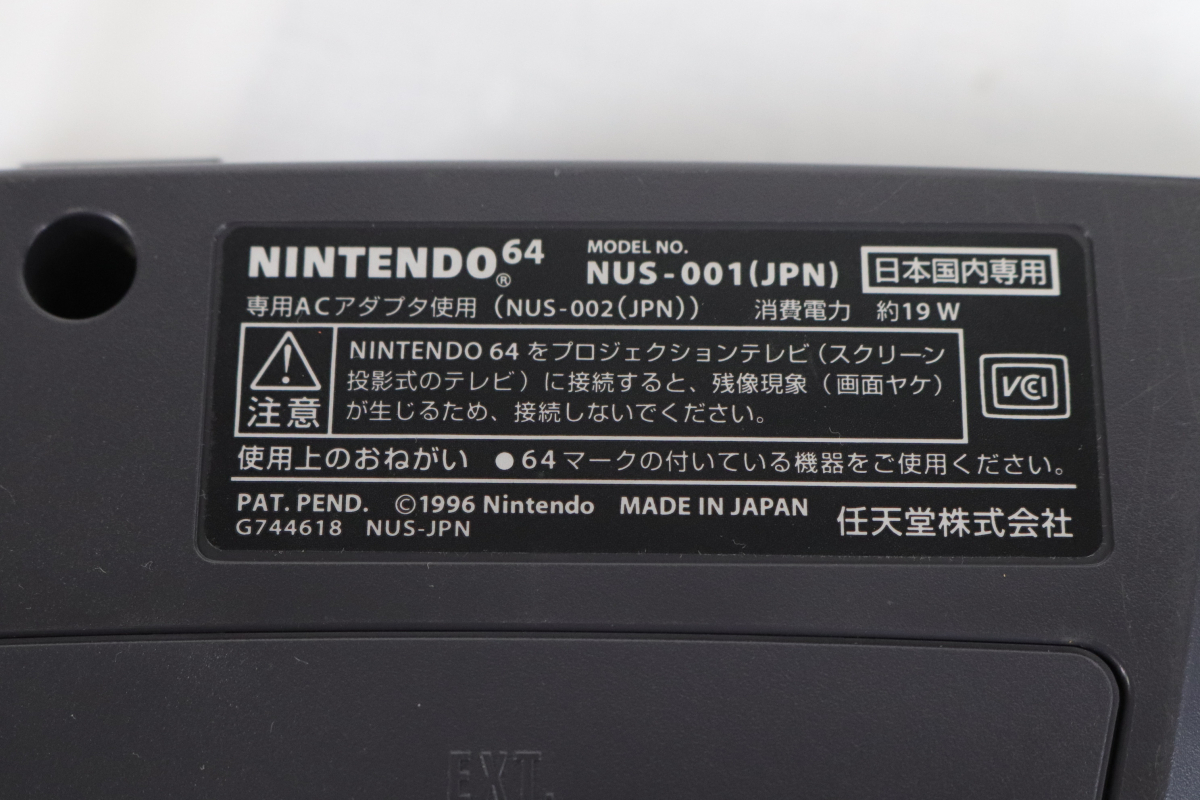 NINTENDO64® MODEL NO. NUS-001(JPN) 日本国内専用
専用ACアダプタ使用（NUS-002(JPN)） 消費電力 約19W
注意
NINTENDO 64 をプロジェクションテレビ（スクリーン
投影式のテレビ）に接続すると、残像現象（画面ヤケ）
が生じるため、接続しないでください。
VCCI
使用上のおねがい ●64マークの付いている機器をご使用ください。
PAT. PEND. ©1996 Nintendo MADE IN JAPAN
G744618 NUS-JPN 任天堂株式会社
EXT.